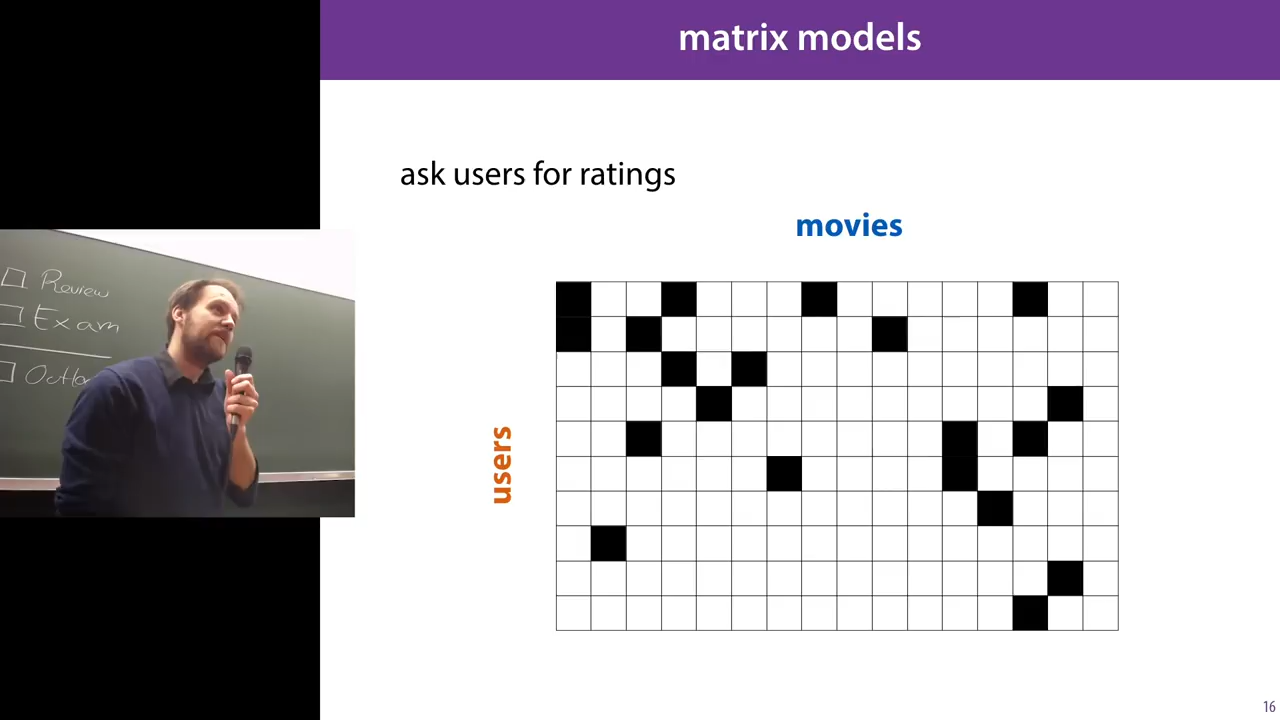 matrix models
ask users for ratings
movies
users
Review
Exam
16